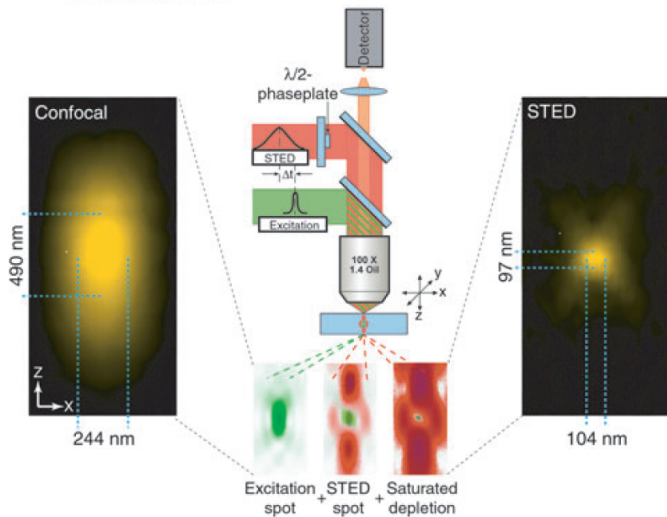 Detector
λ/2-
phaseplate
Confocal
STED
STED
Δt
Excitation
100 X
1.4 Oil
y
x
z
490 nm
97 nm
z
x
244 nm
104 nm
Excitation
spot
+
STED
spot
+
Saturated
depletion